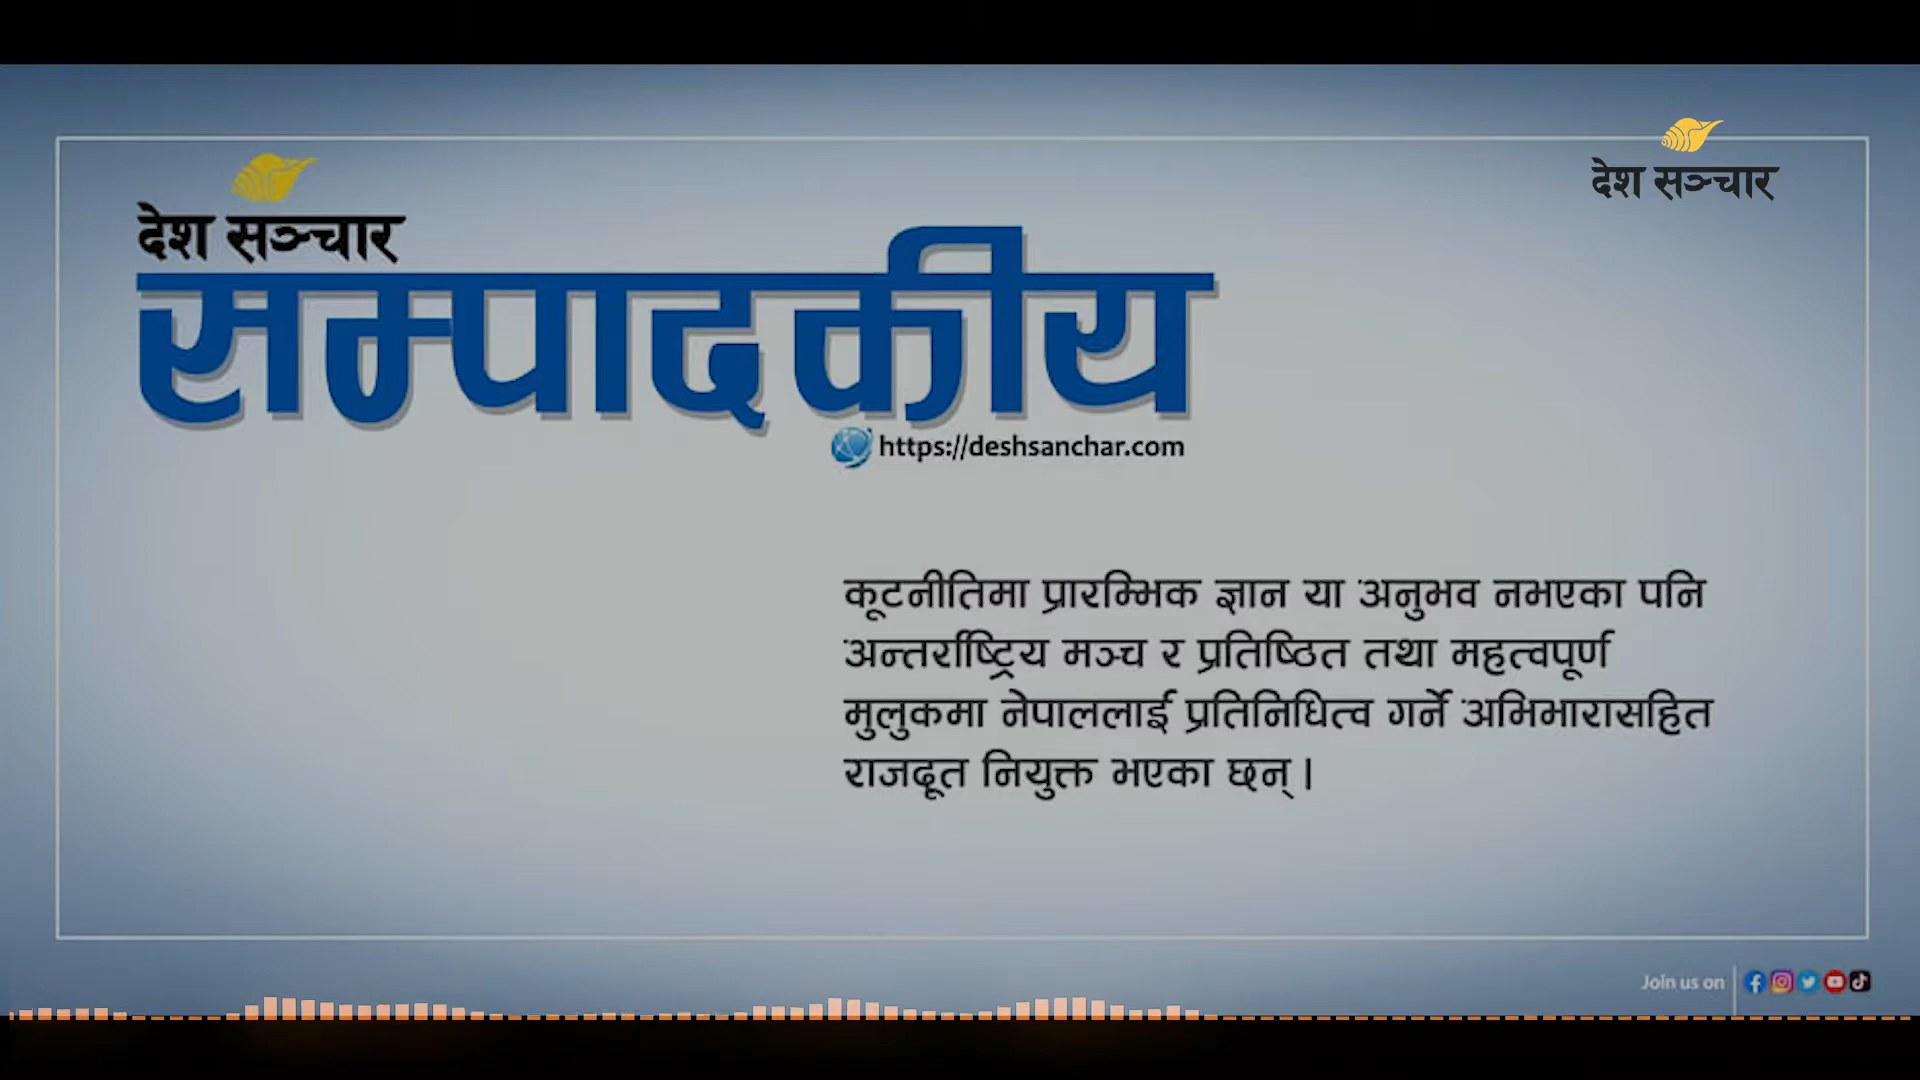 देश सञ्चार
देश सञ्चार
सम्पादकीय
https://deshsanchar.com
कूटनीतिमा प्रारम्भिक ज्ञान या अनुभव नभएका पनि
अन्तर्राष्ट्रिय मञ्च र प्रतिष्ठित तथा महत्वपूर्ण
मुलुकमा नेपाललाई प्रतिनिधित्व गर्ने अभिभारासहित
राजदूत नियुक्त भएका छन् ।
Join us on